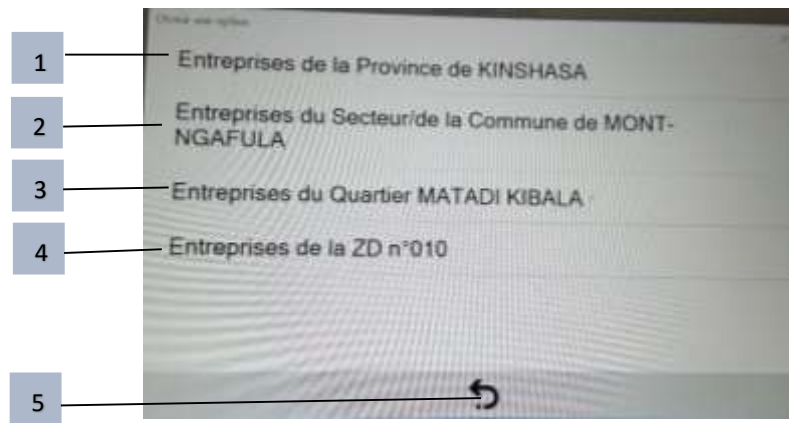 1
Entreprises de la Province de KINSHASA
2
Entreprises du Secteur/de la Commune de MONT-
NGAFULA
3
Entreprises du Quartier MATADI KIBALA
4
Entreprises de la ZD n°010
5